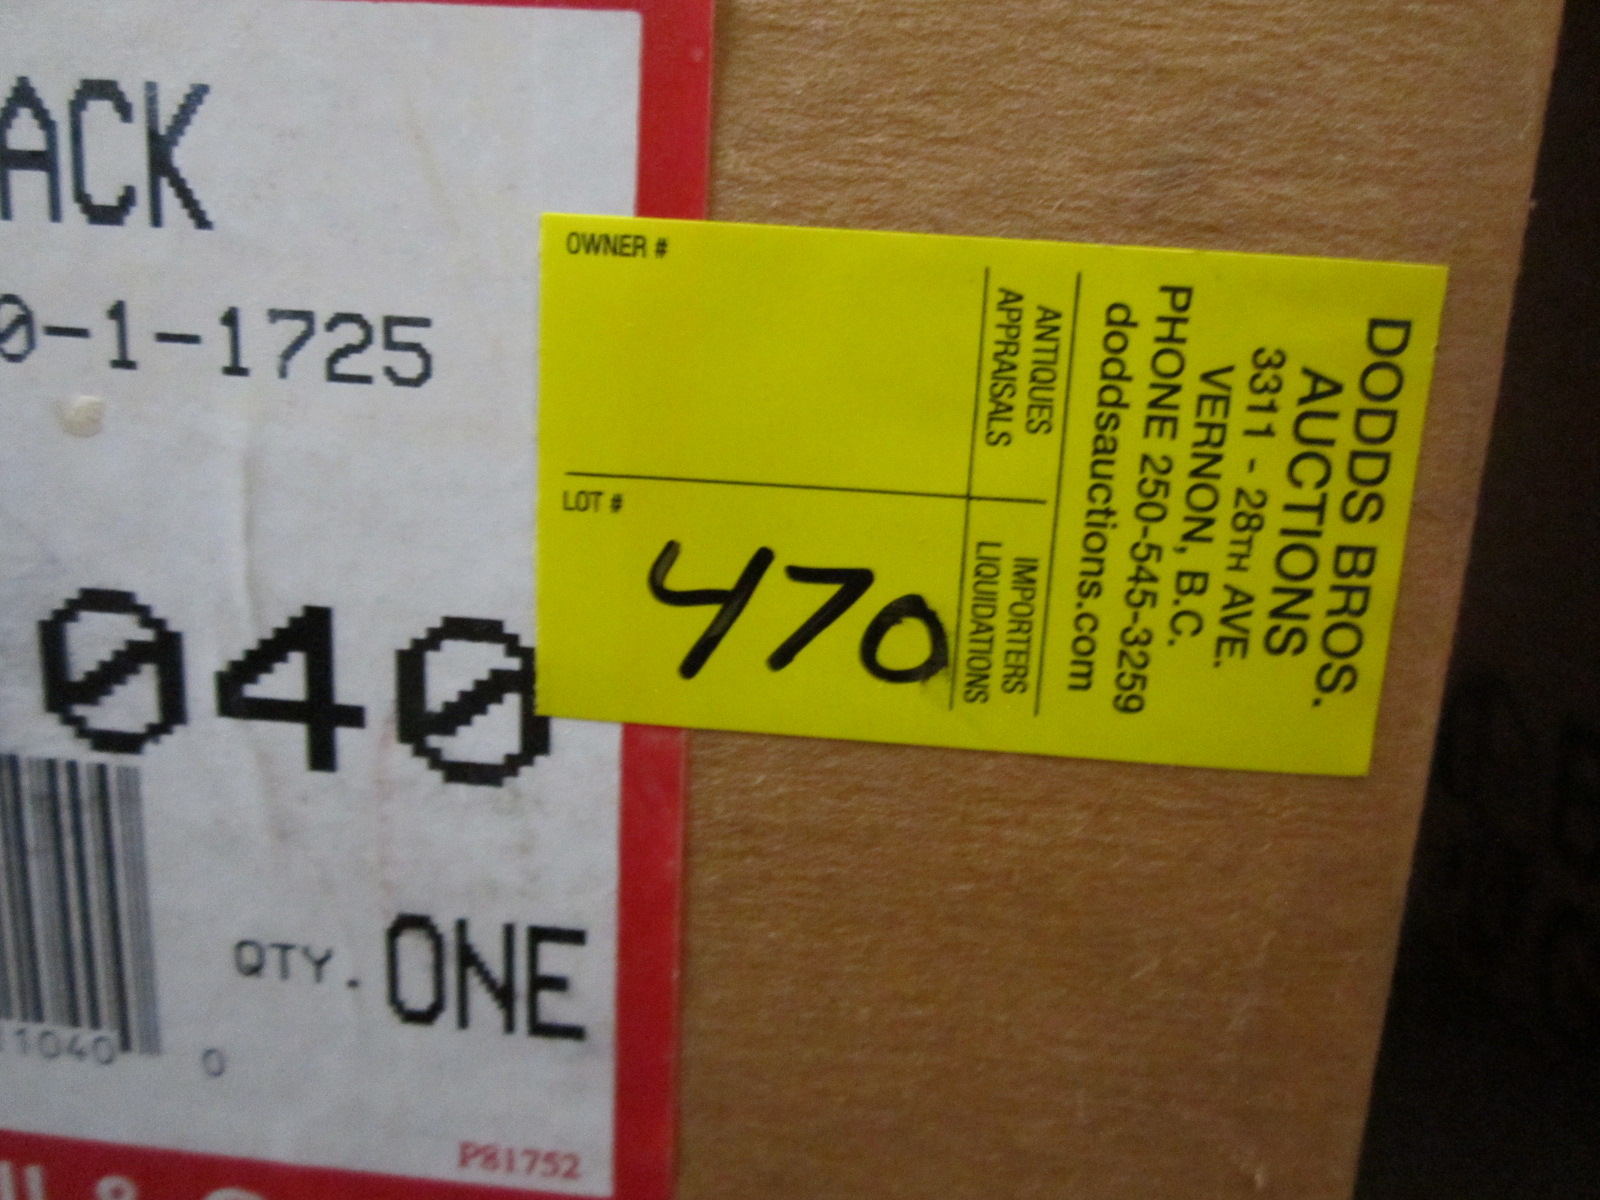 ACK
0-1-1725
040
11040 0
QTY. ONE
P81752
OWNER #
LOT #
470
ANTIQUES
APPRAISALS
IMPORTERS
LIQUIDATIONS
DODDS BROS.
AUCTIONS
3311 - 28TH AVE.
VERNON, B.C.
PHONE 250-545-3259
doddsauctions.com